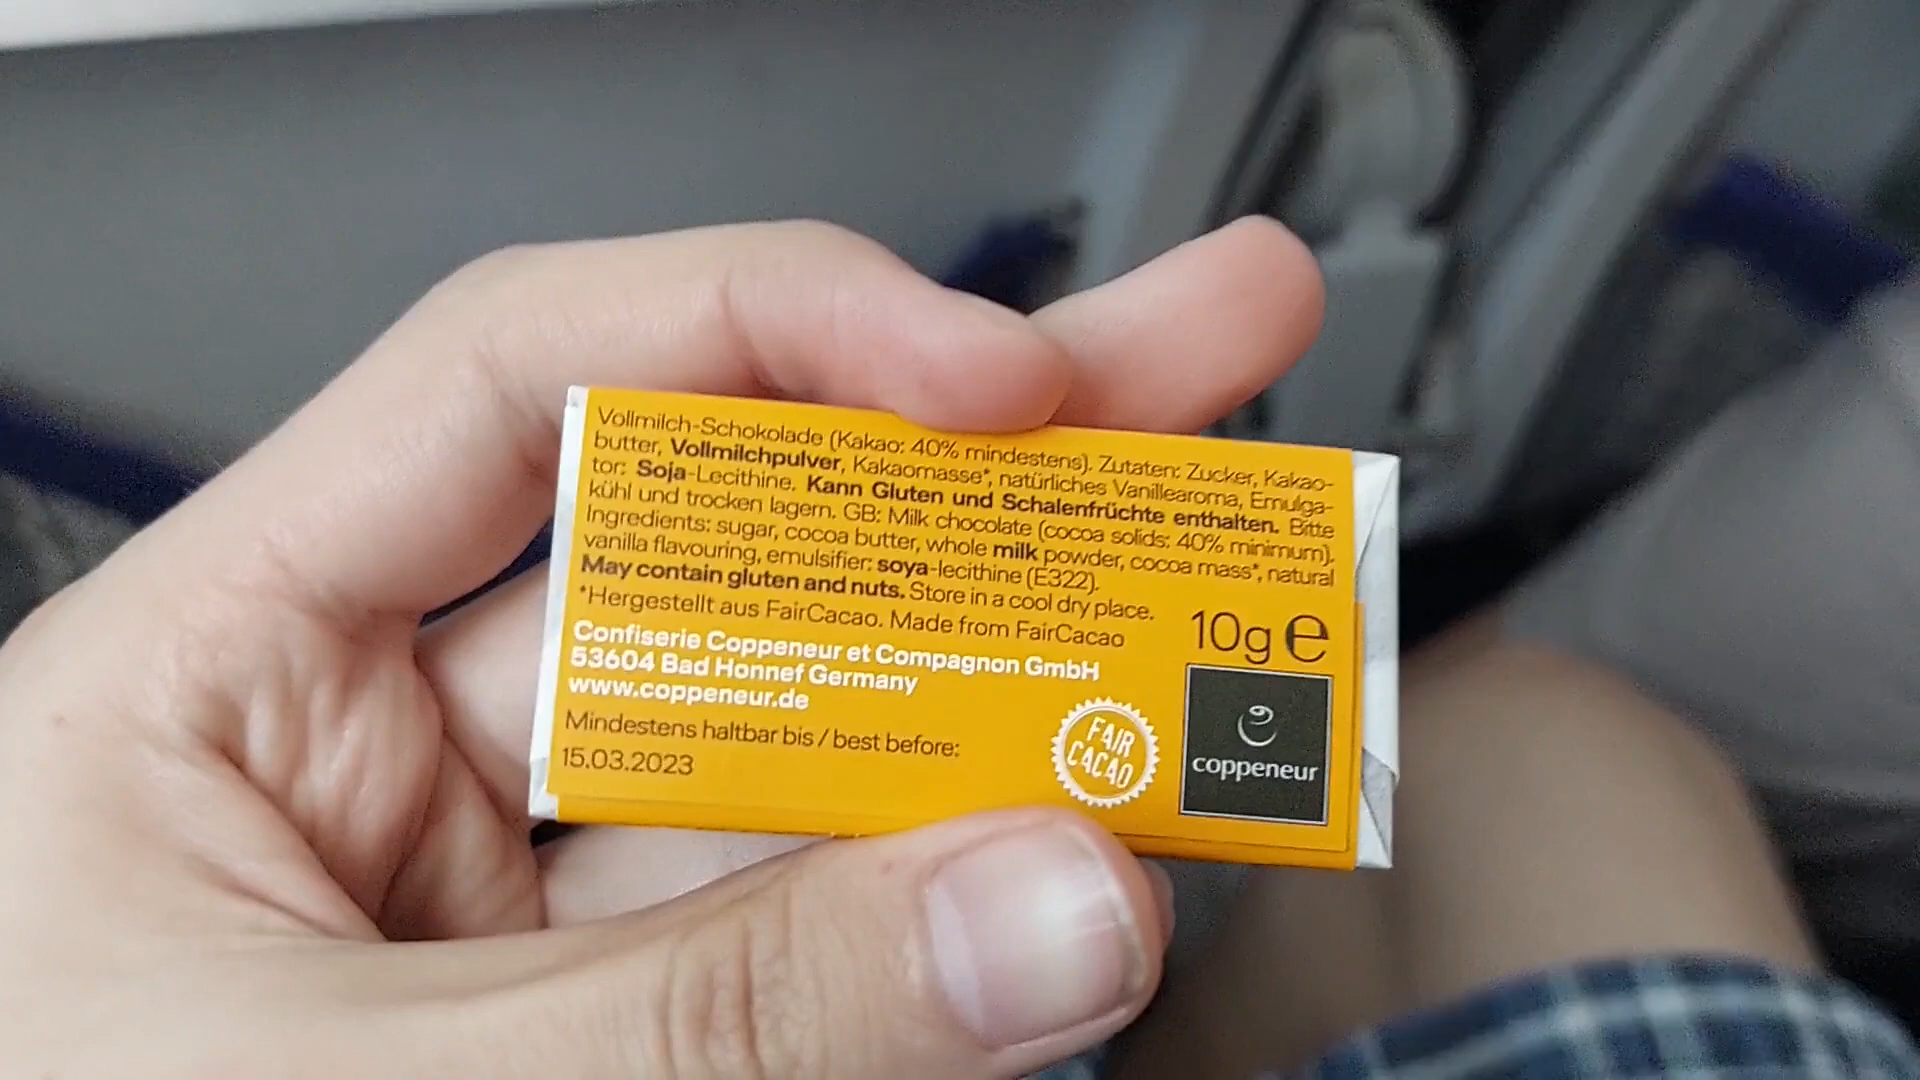 Vollmilch-Schokolade (Kakao: 40% mindestens). Zutaten: Zucker, Kakao-
butter, Vollmilchpulver, Kakaomasse*, natürliches Vanillearoma, Emulga-
tor: Soja-Lecithine. Kann Gluten und Schalenfrüchte enthalten. Bitte
kühl und trocken lagern. GB: Milk chocolate (cocoa solids: 40% minimum).
Ingredients: sugar, cocoa butter, whole milk powder, cocoa mass*, natural
vanilla flavouring, emulsifier: soya-lecithine (E322).
May contain gluten and nuts. Store in a cool dry place.
*Hergestellt aus FairCacao. Made from FairCacao
Confiserie Coppeneur et Compagnon GmbH
53604 Bad Honnef Germany
www.coppeneur.de
Mindestens haltbar bis / best before:
15.03.2023
FAIR
CACAO
10g e
coppeneur